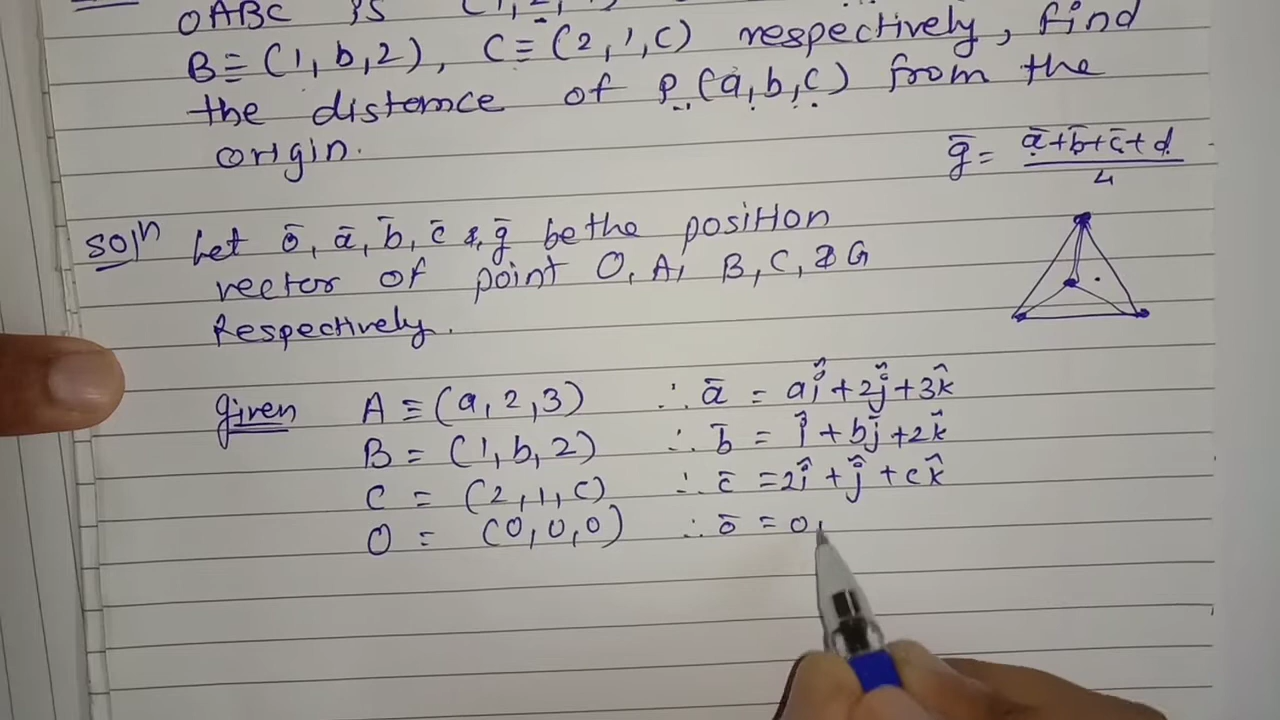 OABC is (1,2,
B ≡ (1, b, 2), C ≡ (2, 1, C) respectively, find
the distance of P(a, b, c) from the
origin.
ḡ = ā+b̄+c̄+d / 4
Soln Let ō, ā, b̄, c̄ &, ḡ be the position
vector of point O, A, B, C, & G
Respectively.
given A ≡ (a, 2, 3) ∴ ā = aî + 2ĵ + 3k̂
B = (1, b, 2) ∴ b̄ = î + bĵ + 2k̂
C = (2, 1, C) ∴ c̄ = 2î + ĵ + ck̂
O = (0, 0, 0) ∴ ō = 0